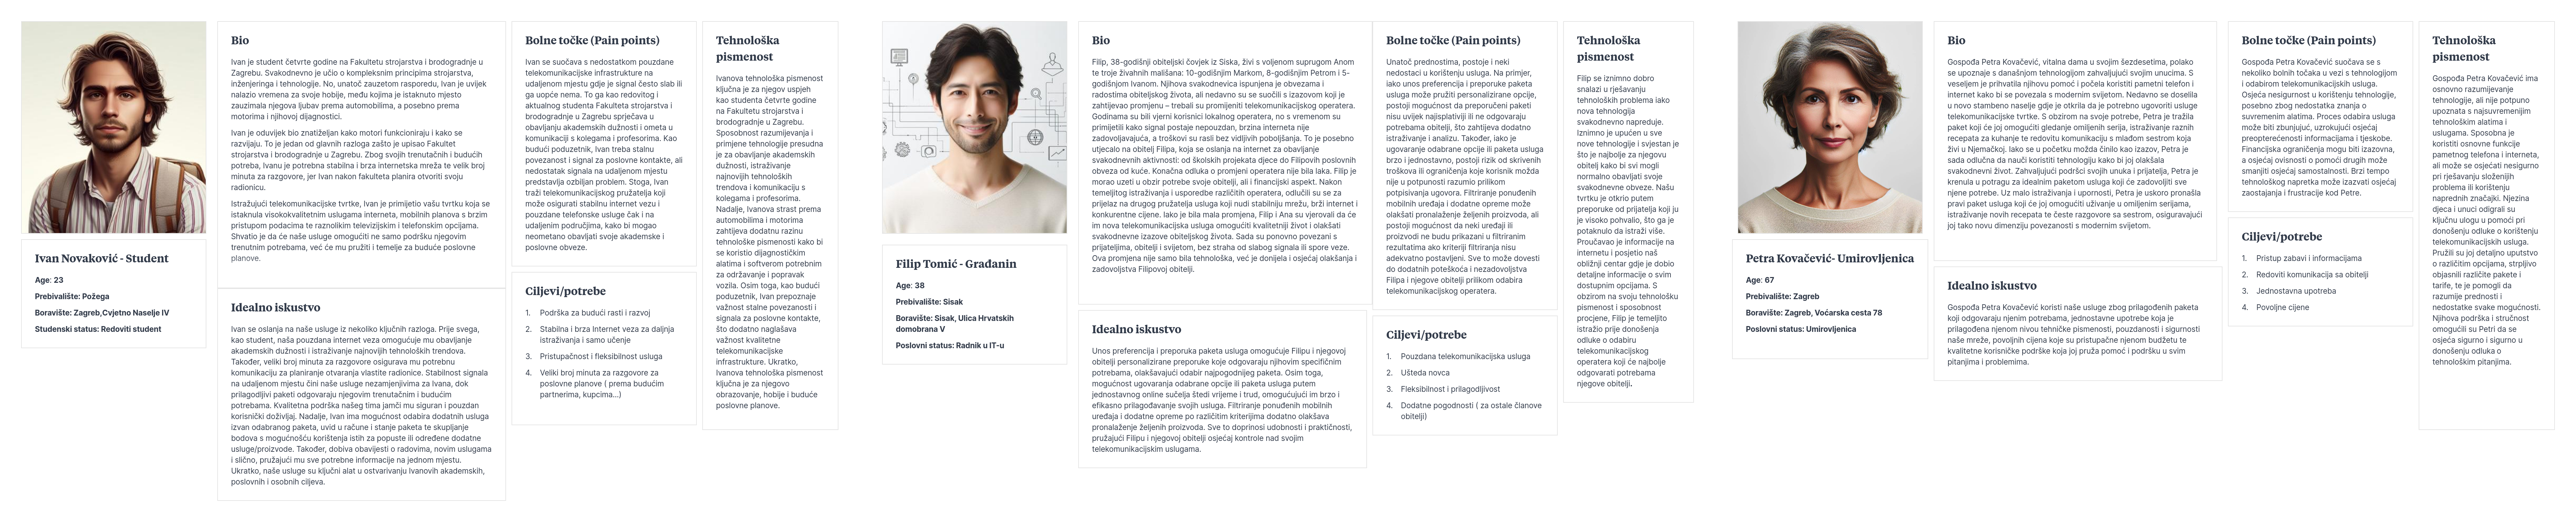 Ivan Novaković - Student
Age: 23
Prebivalište: Požega
Boravište: Zagreb,Cvjetno Naselje IV
Studenski status: Redoviti student
Bio
Ivan je student četvrte godine na Fakultetu strojarstva i brodogradnje u
Zagrebu. Svakodnevno je učio o kompleksnim principima strojarstva,
inženjeringa i tehnologije. No, unatoč zauzetom rasporedu, Ivan je uvijek
nalazio vremena za svoje hobije, među kojima je istaknuto mjesto
zauzimala njegova ljubav prema automobilima, a posebno prema
motorima i njihovoj dijagnostici.
Ivan je oduvijek bio znatiželjan kako motori funkcioniraju i kako se
razvijaju. To je jedan od glavnih razloga zašto je upisao Fakultet
strojarstva i brodogradnje u Zagrebu. Zbog svojih trenutačnih i budućih
potreba, Ivanu je potrebna stabilna i brza internetska mreža te velik broj
minuta za razgovore, jer Ivan nakon fakulteta planira otvoriti svoju
radionicu.
Istražujući telekomunikacijske tvrtke, Ivan je primijetio vašu tvrtku koja se
istaknula visokokvalitetnim uslugama interneta, mobilnih planova s brzim
pristupom podacima te raznolikim televizijskim i telefonskim opcijama.
Shvatio je da će naše usluge omogućiti ne samo podršku njegovim
trenutnim potrebama, već će mu pružiti i temelje za buduće poslovne
planove.
Idealno iskustvo
Ivan se oslanja na naše usluge iz nekoliko ključnih razloga. Prije svega,
kao student, naša pouzdana internet veza omogućuje mu obavljanje
akademskih dužnosti i istraživanje najnovijih tehnoloških trendova.
Također, veliki broj minuta za razgovore osigurava mu potrebnu
komunikaciju za planiranje otvaranja vlastite radionice. Stabilnost signala
na udaljenom mjestu čini naše usluge nezamjenjivima za Ivana, dok
prilagodljivi paketi odgovaraju njegovim trenutačnim i budućim
potrebama. Kvalitetna podrška našeg tima jamči mu siguran i pouzdan
korisnički doživljaj. Nadalje, Ivan ima mogućnost odabira dodatnih usluga
izvan odabranog paketa, uvid u račune i stanje paketa te skupljanje
bodova s mogućnošću korištenja istih za popuste ili određene dodatne
usluge/proizvode. Također, dobiva obavijesti o radovima, novim uslugama
i slično, pružajući mu sve potrebne informacije na jednom mjestu.
Ukratko, naše usluge su ključni alat u ostvarivanju Ivanovih akademskih,
poslovnih i osobnih ciljeva.
Bolne točke (Pain points)
Ivan se suočava s nedostatkom pouzdane
telekomunikacijske infrastrukture na
udaljenom mjestu gdje je signal često slab ili
ga uopće nema. To ga kao redovitog i
aktualnog studenta Fakulteta strojarstva i
brodogradnje u Zagrebu sprječava u
obavljanju akademskih dužnosti i ometa u
komunikaciji s kolegama i profesorima. Kao
budući poduzetnik, Ivan treba stalnu
povezanost i signal za poslovne kontakte, ali
nedostatak signala na udaljenom mjestu
predstavlja ozbiljan problem. Stoga, Ivan
traži telekomunikacijskog pružatelja koji
može osigurati stabilnu internet vezu i
pouzdane telefonske usluge čak i na
udaljenim područjima, kako bi mogao
neometano obavljati svoje akademske i
poslovne obveze.
Ciljevi/potrebe
1. Podrška za budući rasti i razvoj
2. Stabilna i brza Internet veza za daljnja
istraživanja i samo učenje
3. Pristupačnost i fleksibilnost usluga
4. Veliki broj minuta za razgovore za
poslovne planove ( prema budućim
partnerima, kupcima...)
Tehnološka
pismenost
Ivanova tehnološka pismenost
ključna je za njegov uspjeh
kao studenta četvrte godine
na Fakultetu strojarstva i
brodogradnje u Zagrebu.
Sposobnost razumijevanja i
primjene tehnologije presudna
je za obavljanje akademskih
dužnosti, istraživanje
najnovijih tehnoloških
trendova i komunikaciju s
kolegama i profesorima.
Nadalje, Ivanova strast prema
automobilima i motorima
zahtijeva dodatnu razinu
tehnološke pismenosti kako bi
se koristio dijagnostičkim
alatima i softverom potrebnim
za održavanje i popravak
vozila. Osim toga, kao budući
poduzetnik, Ivan prepoznaje
važnost stalne povezanosti i
signala za poslovne kontakte,
što dodatno naglašava
važnost kvalitetne
telekomunikacijske
infrastrukture. Ukratko,
Ivanova tehnološka pismenost
ključna je za njegovo
obrazovanje, hobije i buduće
poslovne planove.
Filip Tomić - Građanin
Age: 38
Prebivalište: Sisak
Boravište: Sisak, Ulica Hrvatskih
domobrana V
Poslovni status: Radnik u IT-u
Bio
Filip, 38-godišnji obiteljski čovjek iz Siska, živi s voljenom suprugom Anom
te troje živahnih mališana: 10-godišnjim Markom, 8-godišnjim Petrom i 5-
godišnjom Ivanom. Njihova svakodnevica ispunjena je obvezama i
radostima obiteljskog života, ali nedavno su se suočili s izazovom koji je
zahtijevao promjenu – trebali su promijeniti telekomunikacijskog operatera.
Godinama su bili vjerni korisnici lokalnog operatera, no s vremenom su
primijetili kako signal postaje nepouzdan, brzina interneta nije
zadovoljavajuća, a troškovi su rasli bez vidljivih poboljšanja. To je posebno
utjecalo na obitelj Filipa, koja se oslanja na internet za obavljanje
svakodnevnih aktivnosti: od školskih projekata djece do Filipovih poslovnih
obveza od kuće. Konačna odluka o promjeni operatera nije bila laka. Filip je
morao uzeti u obzir potrebe svoje obitelji, ali i financijski aspekt. Nakon
temeljitog istraživanja i usporedbe različitih operatera, odlučili su se za
prijelaz na drugog pružatelja usluga koji nudi stabilniju mrežu, brži internet i
konkurentne cijene. Iako je bila mala promjena, Filip i Ana su vjerovali da će
im nova telekomunikacija usluga omogućiti kvalitetniji život i olakšati
svakodnevne izazove obiteljskog života. Sada su ponovno povezani s
prijateljima, obitelji i svijetom, bez straha od slabog signala ili spore veze.
Ova promjena nije samo bila tehnološka, već je donijela i osjećaj olakšanja i
zadovoljstva Filipovoj obitelji.
Idealno iskustvo
Unos preferencija i preporuka paketa usluga omogućuje Filipu i njegovoj
obitelji personalizirane preporuke koje odgovaraju njihovim specifičnim
potrebama, olakšavajući odabir najpogodnijeg paketa. Osim toga,
mogućnost ugovaranja odabrane opcije ili paketa usluga putem
jednostavnog online sučelja štedi vrijeme i trud, omogućujući im brzo i
efikasno prilagođavanje svojih usluga. Filtriranje ponuđenih mobilnih
uređaja i dodatne opreme po različitim kriterijima dodatno olakšava
pronalaženje željenih proizvoda. Sve to doprinosi udobnosti i praktičnosti,
pružajući Filipu i njegovoj obitelji osjećaj kontrole nad svojim
telekomunikacijskim uslugama.
Bolne točke (Pain points)
Unatoč prednostima, postoje i neki
nedostaci u korištenju usluga. Na primjer,
iako unos preferencija i preporuke paketa
usluga može pružiti personalizirane opcije,
postoji mogućnost da preporučeni paketi
nisu uvijek najisplativiji ili ne odgovaraju
potrebama obitelji, što zahtijeva dodatno
istraživanje i analizu. Također, iako je
ugovaranje odabrane opcije ili paketa usluga
brzo i jednostavno, postoji rizik od skrivenih
troškova ili ograničenja koje korisnik možda
nije u potpunosti razumio prilikom
potpisivanja ugovora. Filtriranje ponuđenih
mobilnih uređaja i dodatne opreme može
olakšati pronalaženje željenih proizvoda, ali
postoji mogućnost da neki uređaji ili
proizvodi ne budu prikazani u filtriranim
rezultatima ako kriteriji filtriranja nisu
adekvatno postavljeni. Sve to može dovesti
do dodatnih poteškoća i nezadovoljstva
Filipa i njegove obitelji prilikom odabira
telekomunikacijskog operatera.
Ciljevi/potrebe
1. Pouzdana telekomunikacijska usluga
2. Ušteda novca
3. Fleksibilnost i prilagodljivost
4. Dodatne pogodnosti ( za ostale članove
obitelji)
Tehnološka
pismenost
Filip se iznimno dobro
snalazi u rješavanju
tehnoloških problema iako
nova tehnologija
svakodnevno napreduje.
Iznimno je upućen u sve
nove tehnologije i svjestan je
što je najbolje za njegovu
obitelj kako bi svi mogli
normalno obavljati svoje
svakodnevne obaveze. Našu
tvrtku je otkrio putem
preporuke od prijatelja koji ju
je visoko pohvalio, što ga je
potaknulo da istraži više.
Proučavao je informacije na
internetu i posjetio naš
obližnji centar gdje je dobio
detaljne informacije o svim
dostupnim opcijama. S
obzirom na svoju tehnološku
pismenost i sposobnost
procjene, Filip je temeljito
istražio prije donošenja
odluke o odabiru
telekomunikacijskog
operatera koji će najbolje
odgovarati potrebama
njegove obitelji.
Petra Kovačević- Umirovljenica
Age: 67
Prebivalište: Zagreb
Boravište: Zagreb, Voćarska cesta 78
Poslovni status: Umirovljenica
Bio
Gospođa Petra Kovačević, vitalna dama u svojim šezdesetima, polako
se upoznaje s današnjom tehnologijom zahvaljujući svojim unucima. S
veseljem je prihvatila njihovu pomoć i počela koristiti pametni telefon i
internet kako bi se povezala s modernim svijetom. Nedavno se doselila
u novo stambeno naselje gdje je otkrila da je potrebno ugovoriti usluge
telekomunikacijske tvrtke. S obzirom na svoje potrebe, Petra je tražila
paket koji će joj omogućiti gledanje omiljenih serija, istraživanje raznih
recepata za kuhanje te redovitu komunikaciju s mlađom sestrom koja
živi u Njemačkoj. Iako se u početku možda činilo kao izazov, Petra je
sada odlučna da nauči koristiti tehnologiju kako bi joj olakšala
svakodnevni život. Zahvaljujući podršci svojih unuka i prijatelja, Petra je
krenula u potragu za idealnim paketom usluga koji će zadovoljiti sve
njene potrebe. Uz malo istraživanja i upornosti, Petra je uskoro pronašla
pravi paket usluga koji će joj omogućiti uživanje u omiljenim serijama,
istraživanje novih recepata te česte razgovore sa sestrom, osiguravajući
joj tako novu dimenziju povezanosti s modernim svijetom.
Idealno iskustvo
Gospođa Petra Kovačević koristi naše usluge zbog prilagođenih paketa
koji odgovaraju njenim potrebama, jednostavne upotrebe koja je
prilagođena njenom nivou tehničke pismenosti, pouzdanosti i sigurnosti
naše mreže, povoljnih cijena koje su pristupačne njenom budžetu te
kvalitetne korisničke podrške koja joj pruža pomoć i podršku u svim
pitanjima i problemima.
Bolne točke (Pain points)
Gospođa Petra Kovačević suočava se s
nekoliko bolnih točaka u vezi s tehnologijom
i odabirom telekomunikacijskih usluga.
Osjeća nesigurnost u korištenju tehnologije,
posebno zbog nedostatka znanja o
suvremenim alatima. Proces odabira usluga
može biti zbunjujuć, uzrokujući osjećaj
preopterećenosti informacijama i tjeskobe.
Financijska ograničenja mogu biti izazovna,
a osjećaj ovisnosti o pomoći drugih može
smanjiti osjećaj samostalnosti. Brzi tempo
tehnološkog napretka može izazvati osjećaj
zaostajanja i frustracije kod Petre.
Ciljevi/potrebe
1. Pristup zabavi i informacijama
2. Redoviti komunikacija sa obitelji
3. Jednostavna upotreba
4. Povoljne cijene
Tehnološka
pismenost
Gospođa Petra Kovačević ima
osnovno razumijevanje
tehnologije, ali nije potpuno
upoznata s najsuvremenijim
tehnološkim alatima i
uslugama. Sposobna je
koristiti osnovne funkcije
pametnog telefona i interneta,
ali može se osjećati nesigurno
pri rješavanju složenijih
problema ili korištenju
naprednih značajki. Njezina
djeca i unuci odigrali su
ključnu ulogu u pomoći pri
donošenju odluke o korištenju
telekomunikacijskih usluga.
Pružili su joj detaljno uputstvo
o različitim opcijama, strpljivo
objasnili različite pakete i
tarife, te je pomogli da
razumije prednosti i
nedostatke svake mogućnosti.
Njihova podrška i stručnost
omogućili su Petri da se
osjeća sigurno i sigurno u
donošenju odluka o
tehnološkim pitanjima.